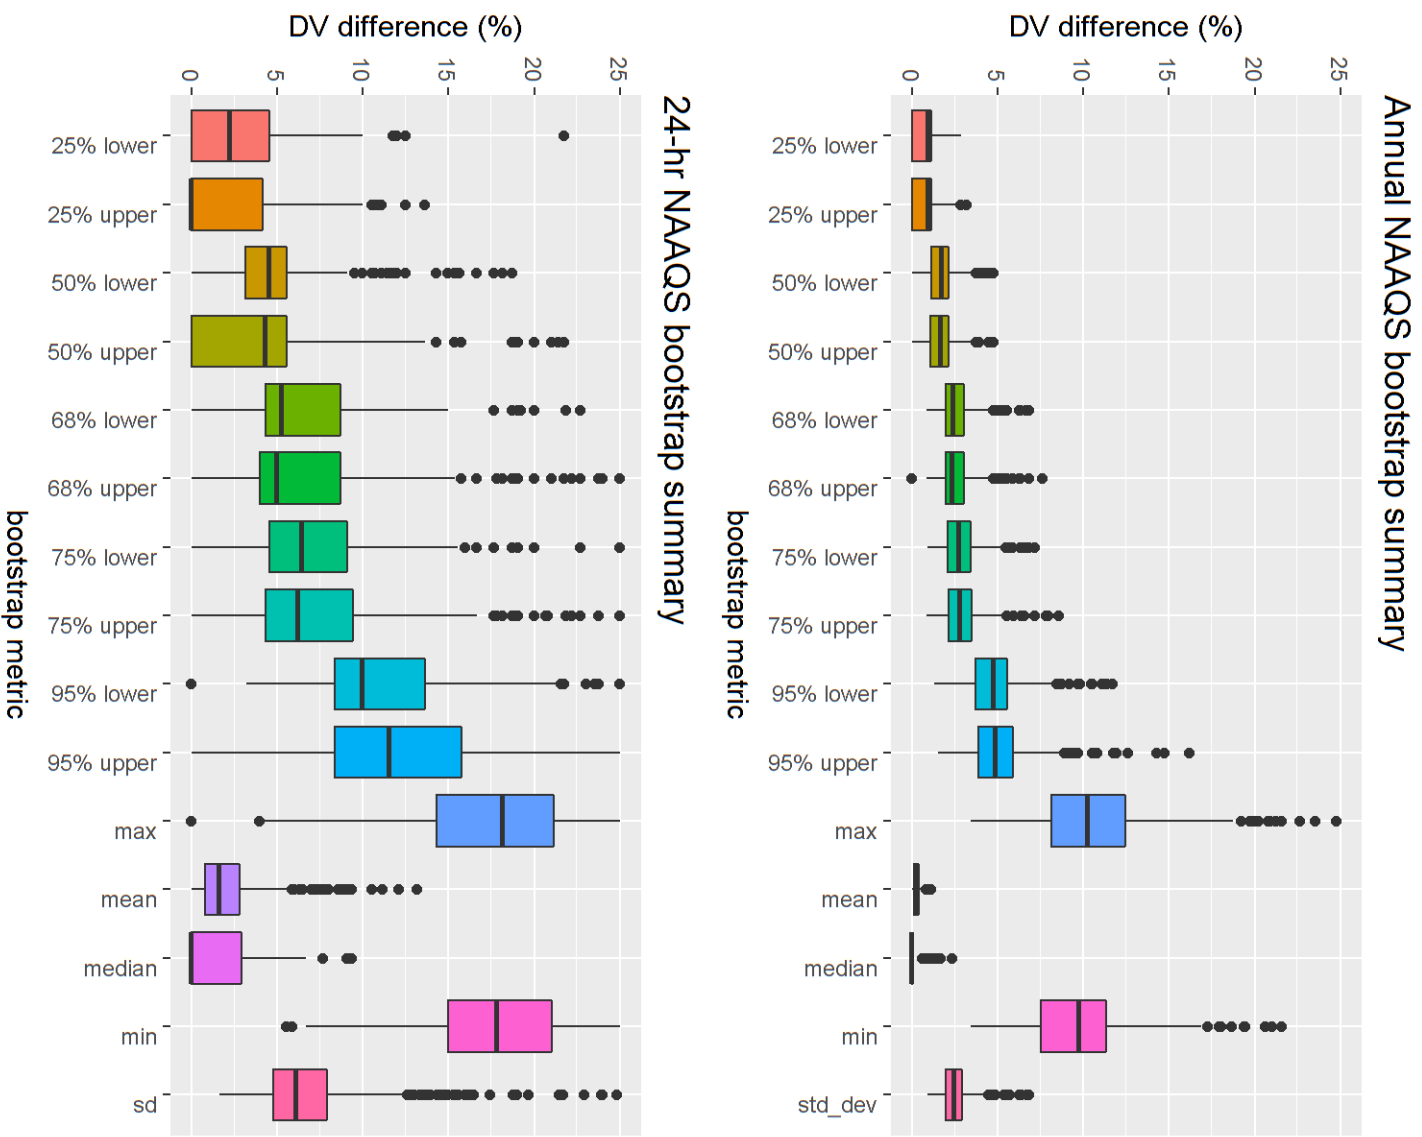 Annual NAAQS bootstrap summary
DV difference (%)
0
5
10
15
20
25
25% lower
25% upper
50% lower
50% upper
68% lower
68% upper
75% lower
75% upper
95% lower
95% upper
max
mean
median
min
std_dev
bootstrap metric
24-hr NAAQS bootstrap summary
DV difference (%)
0
5
10
15
20
25
25% lower
25% upper
50% lower
50% upper
68% lower
68% upper
75% lower
75% upper
95% lower
95% upper
max
mean
median
min
sd
bootstrap metric